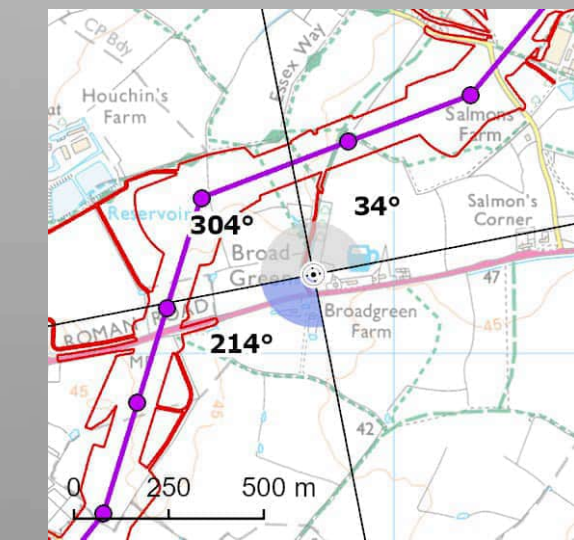 CP Bdy
Essex Way
Houchin's
Farm
Salmons
Farm
Reservoir
304°
34°
Salmon's
Corner
Broad
Green
47
ROMAN ROAD
Broadgreen
Farm
45
214°
45
45
42
0 250 500 m